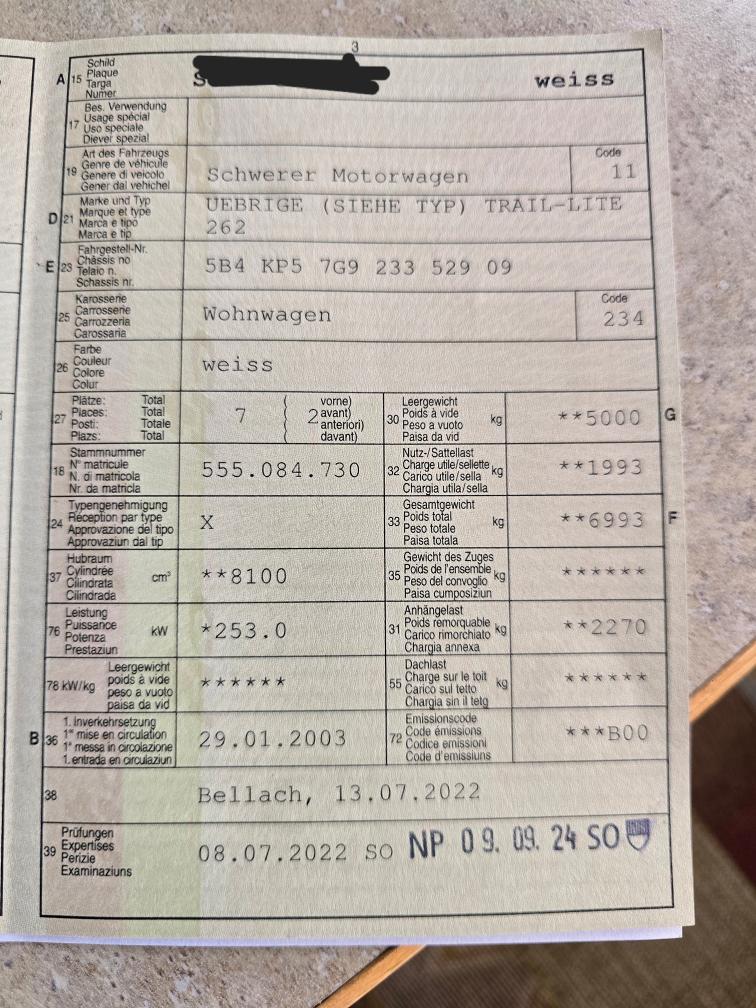 3
A 15 Schild
Plaque
Targa
Numer
S
weiss
17 Bes. Verwendung
Usage spécial
Uso speciale
Diever spezial
19 Art des Fahrzeugs
Genre de véhicule
Genere di veicolo
Gener dal vehichel
Schwerer Motorwagen
Code
11
D 21 Marke und Typ
Marque et type
Marca e tipo
Marca e tip
UEBRIGE (SIEHE TYP) TRAIL-LITE
262
E 23 Fahrgestell-Nr.
Châssis no
Telaio n.
Schassis nr.
5B4 KP5 7G9 233 529 09
25 Karosserie
Carrosserie
Carrozzeria
Carossaria
Wohnwagen
Code
234
26 Farbe
Couleur
Colore
Colur
weiss
27 Plätze: Total
Places: Total
Posti: Totale
Plazs: Total
7 ( 2 vorne)
avant)
anteriori)
davant)
30 Leergewicht
Poids à vide
Peso a vuoto
Paisa da vid
kg
**5000
G
18 Stammnummer
N° matricule
N. di matricola
Nr. da matricla
555.084.730
32 Nutz-/Sattellast
Charge utile/sellette
Carico utile/sella
Chargia utila/sella
kg
**1993
24 Typengenehmigung
Réception par type
Approvazione del tipo
Approvaziun dal tip
X
33 Gesamtgewicht
Poids total
Peso totale
Paisa totala
kg
**6993
F
37 Hubraum
Cylindrée
Cilindrata
Cilindrada
cm³
**8100
35 Gewicht des Zuges
Poids de l'ensemble
Peso del convoglio
Paisa cumposiziun
kg
******
76 Leistung
Puissance
Potenza
Prestaziun
kW
*253.0
31 Anhängelast
Poids remorquable
Carico rimorchiato
Chargia annexa
kg
**2270
78 kW/kg
Leergewicht
poids à vide
peso a vuoto
paisa da vid
******
55 Dachlast
Charge sur le toit
Carico sul tetto
Chargia sin il tetg
kg
******
B 36 1. Inverkehrsetzung
1re mise en circulation
1a messa in circolazione
1. entrada en circulaziun
29.01.2003
72 Emissionscode
Code émissions
Codice emissioni
Code d'emissiuns
***B00
38
Bellach, 13.07.2022
39 Prüfungen
Expertises
Perizie
Examinaziuns
08.07.2022 SO NP 09. 09. 24 SO